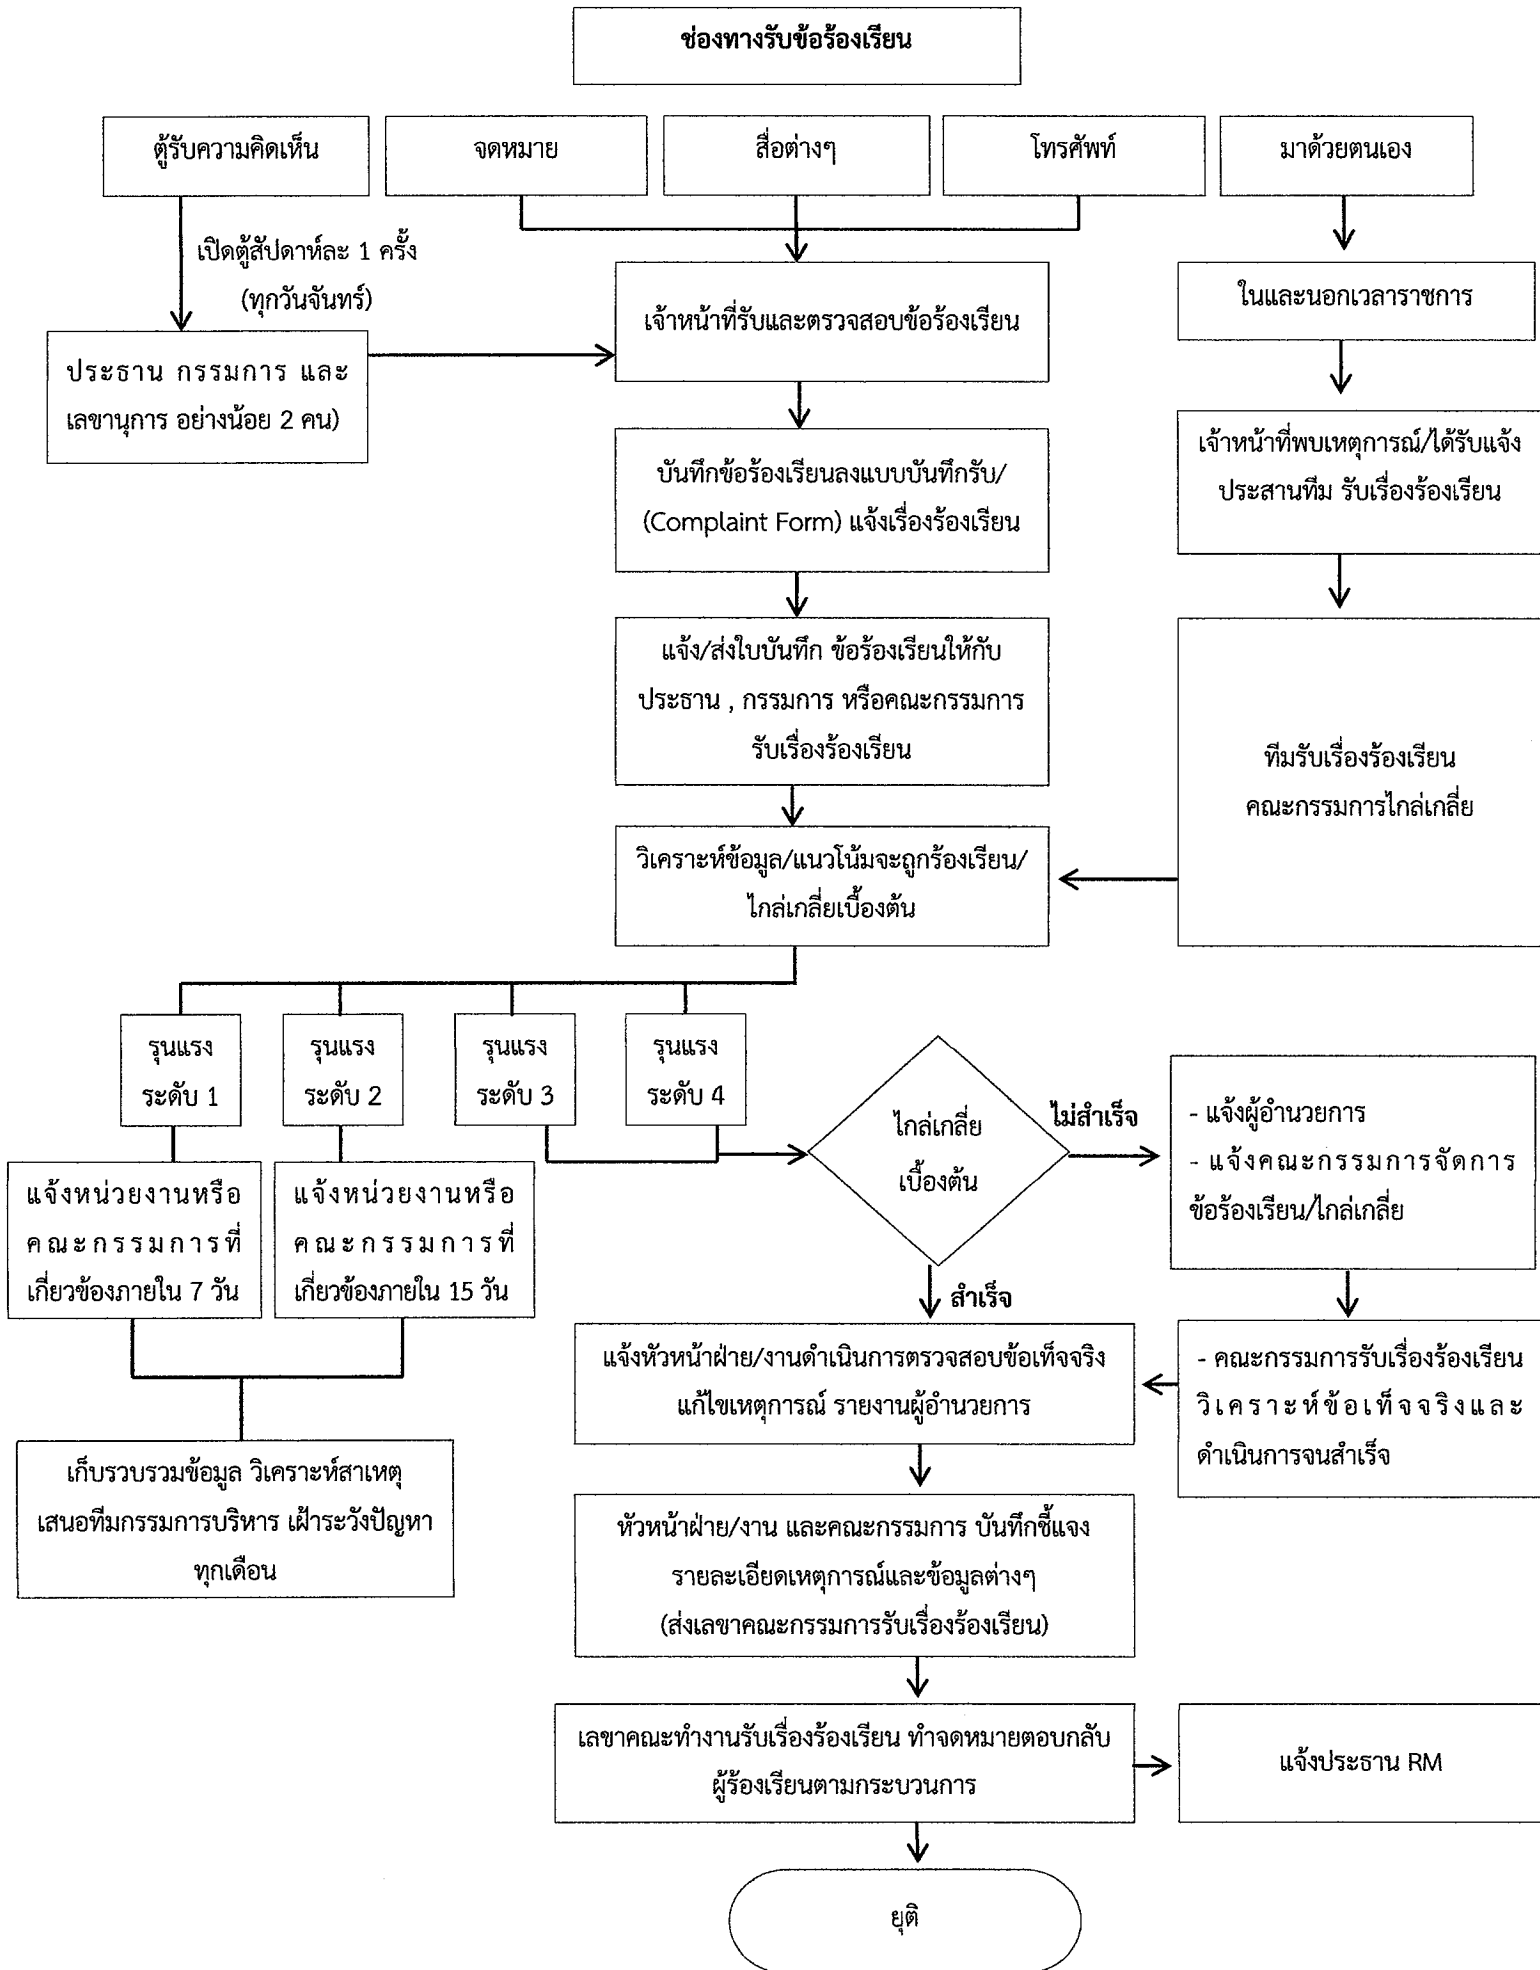 ช่องทางรับข้อร้องเรียน
ตู้รับความคิดเห็น
จดหมาย
สื่อต่างๆ
โทรศัพท์
มาด้วยตนเอง
เปิดตู้สัปดาห์ละ 1 ครั้ง
(ทุกวันจันทร์)
ประธาน กรรมการ และ
เลขานุการ อย่างน้อย 2 คน)
เจ้าหน้าที่รับและตรวจสอบข้อร้องเรียน
ในและนอกเวลาราชการ
บันทึกข้อร้องเรียนลงแบบบันทึกรับ/
(Complaint Form) แจ้งเรื่องร้องเรียน
เจ้าหน้าที่พบเหตุการณ์/ได้รับแจ้ง
ประสานทีม รับเรื่องร้องเรียน
แจ้ง/ส่งใบบันทึก ข้อร้องเรียนให้กับ
ประธาน , กรรมการ หรือคณะกรรมการ
รับเรื่องร้องเรียน
ทีมรับเรื่องร้องเรียน
คณะกรรมการไกล่เกลี่ย
วิเคราะห์ข้อมูล/แนวโน้มจะถูกร้องเรียน/
ไกล่เกลี่ยเบื้องต้น
รุนแรง
ระดับ 1
รุนแรง
ระดับ 2
รุนแรง
ระดับ 3
รุนแรง
ระดับ 4
ไกล่เกลี่ย
เบื้องต้น
ไม่สำเร็จ
- แจ้งผู้อำนวยการ
- แจ้งคณะกรรมการจัดการ
ข้อร้องเรียน/ไกล่เกลี่ย
แจ้งหน่วยงานหรือ
คณะกรรมการที่
เกี่ยวข้องภายใน 7 วัน
แจ้งหน่วยงานหรือ
คณะกรรมการที่
เกี่ยวข้องภายใน 15 วัน
สำเร็จ
แจ้งหัวหน้าฝ่าย/งานดำเนินการตรวจสอบข้อเท็จจริง
แก้ไขเหตุการณ์ รายงานผู้อำนวยการ
- คณะกรรมการรับเรื่องร้องเรียน
วิเคราะห์ข้อเท็จจริงและ
ดำเนินการจนสำเร็จ
เก็บรวบรวมข้อมูล วิเคราะห์สาเหตุ
เสนอทีมกรรมการบริหาร เฝ้าระวังปัญหา
ทุกเดือน
หัวหน้าฝ่าย/งาน และคณะกรรมการ บันทึกชี้แจง
รายละเอียดเหตุการณ์และข้อมูลต่างๆ
(ส่งเลขาคณะกรรมการรับเรื่องร้องเรียน)
เลขาคณะทำงานรับเรื่องร้องเรียน ทำจดหมายตอบกลับ
ผู้ร้องเรียนตามกระบวนการ
แจ้งประธาน RM
ยุติ